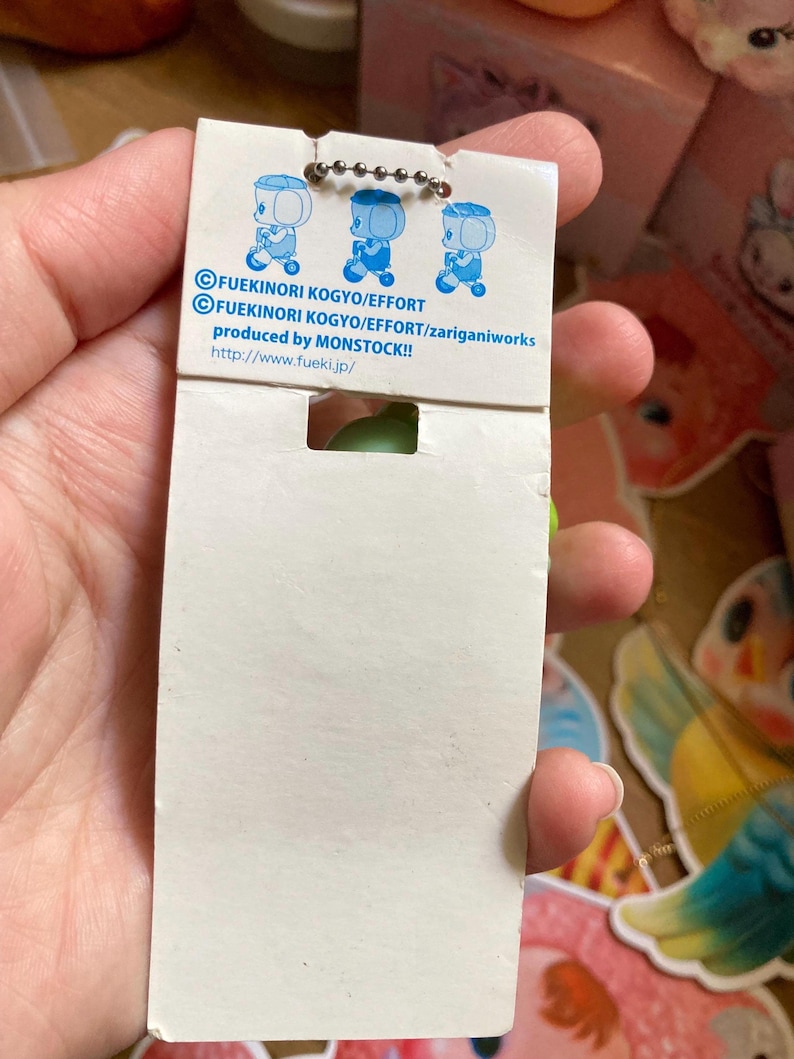 ©FUEKINORI KOGYO/EFFORT
©FUEKINORI KOGYO/EFFORT/zariganiworks
produced by MONSTOCK!!
http://www.fueki.jp/